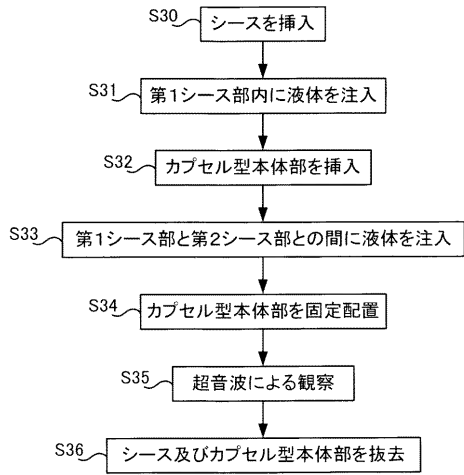 S30 シースを挿入
S31 第1シース部内に液体を注入
S32 カプセル型本体部を挿入
S33 第1シース部と第2シース部との間に液体を注入
S34 カプセル型本体部を固定配置
S35 超音波による観察
S36 シース及びカプセル型本体部を抜去